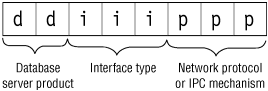 d d i i i p p p
Database
server product
Interface type
Network protocol
or IPC mechanism